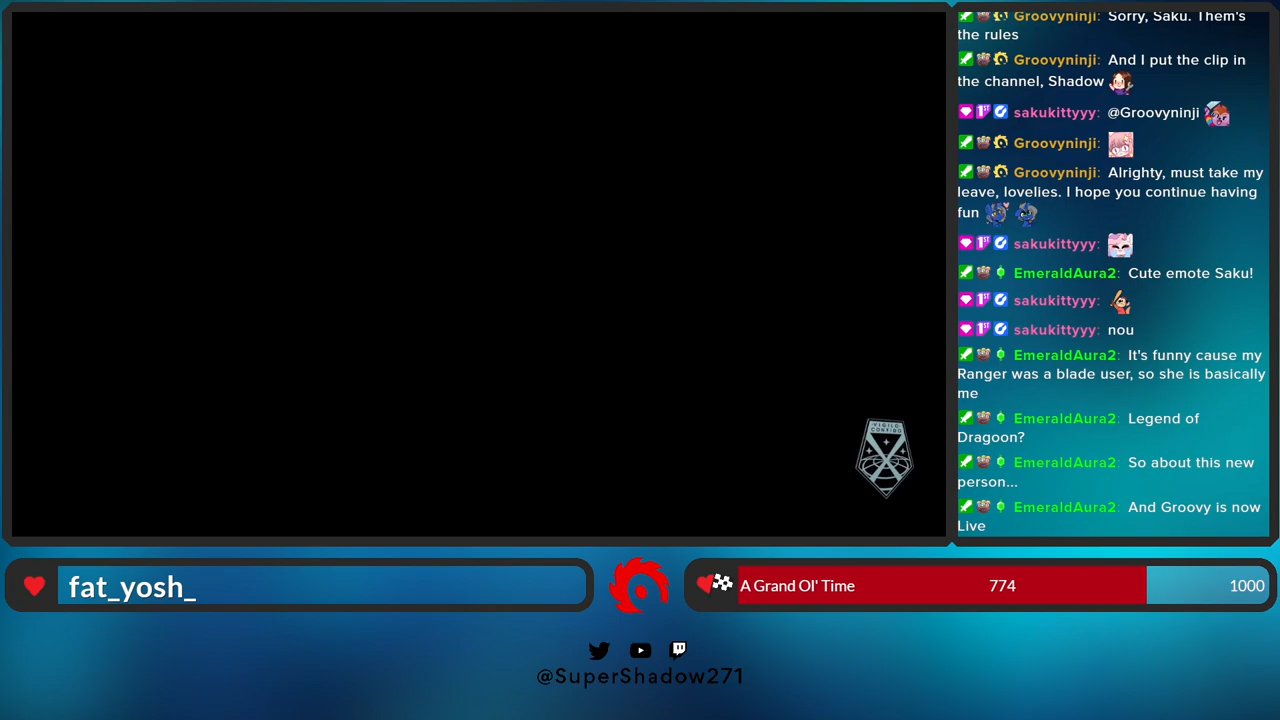 Groovyninji: Sorry, Saku. Them's
the rules
Groovyninji: And I put the clip in
the channel, Shadow
sakukittyyy: @Groovyninji
Groovyninji:
Groovyninji: Alrighty, must take my
leave, lovelies. I hope you continue having
fun
sakukittyyy:
EmeraldAura2: Cute emote Saku!
sakukittyyy:
sakukittyyy: nou
EmeraldAura2: It's funny cause my
Ranger was a blade user, so she is basically
me
EmeraldAura2: Legend of
Dragoon?
EmeraldAura2: So about this new
person...
EmeraldAura2: And Groovy is now
Live
VIGILO
CONFIDO
fat_yosh_
A Grand Ol' Time 774 1000
@SuperShadow271